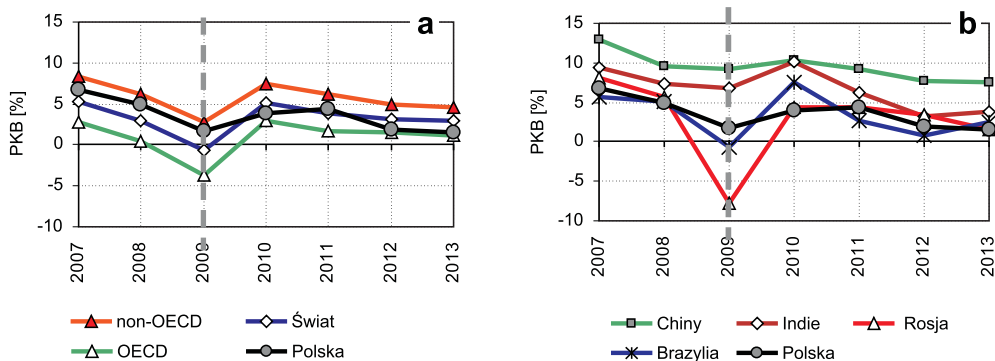 a
15
10
5
0
-5
-10
PKB [%]
2007 2008 2009 2010 2011 2012 2013
non-OECD Świat
OECD Polska
b
15
10
5
0
-5
-10
PKB [%]
2007 2008 2009 2010 2011 2012 2013
Chiny Indie Rosja
Brazylia Polska